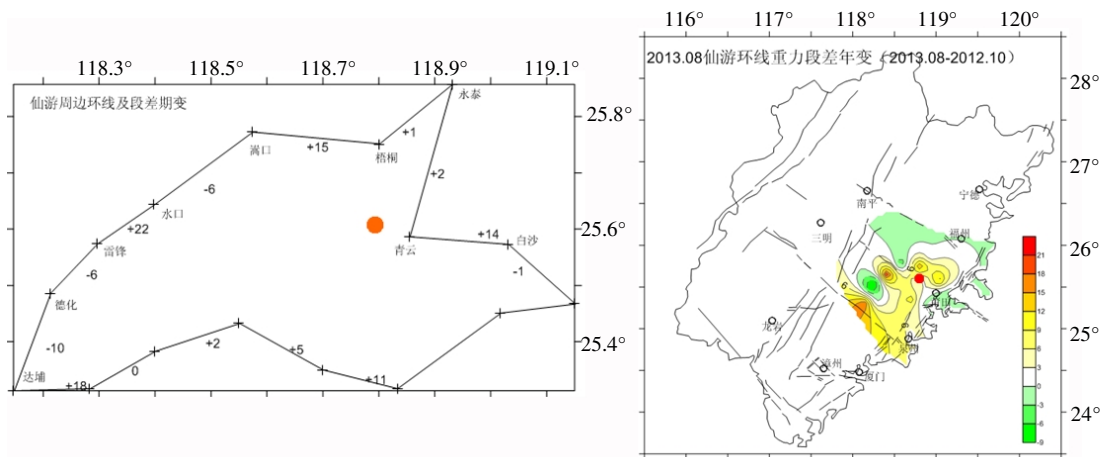 118.3° 118.5° 118.7° 118.9° 119.1°
仙游周边环线及段差期变
永泰
+1
25.8°
嵩口
+15
梧桐
-6
+2
水口
+22
25.6°
雷锋
青云
+14
白沙
-6
-1
德化
+2
25.4°
-10
+5
达埔
+18
0
+11
116° 117° 118° 119° 120°
2013.08仙游环线重力段差年变（2013.08-2012.10）
28°
27°
南平
宁德
三明
福州
26°
6
莆田
龙岩
25°
泉州
漳州
厦门
24°
21
18
15
12
9
6
3
0
-3
-6
-9